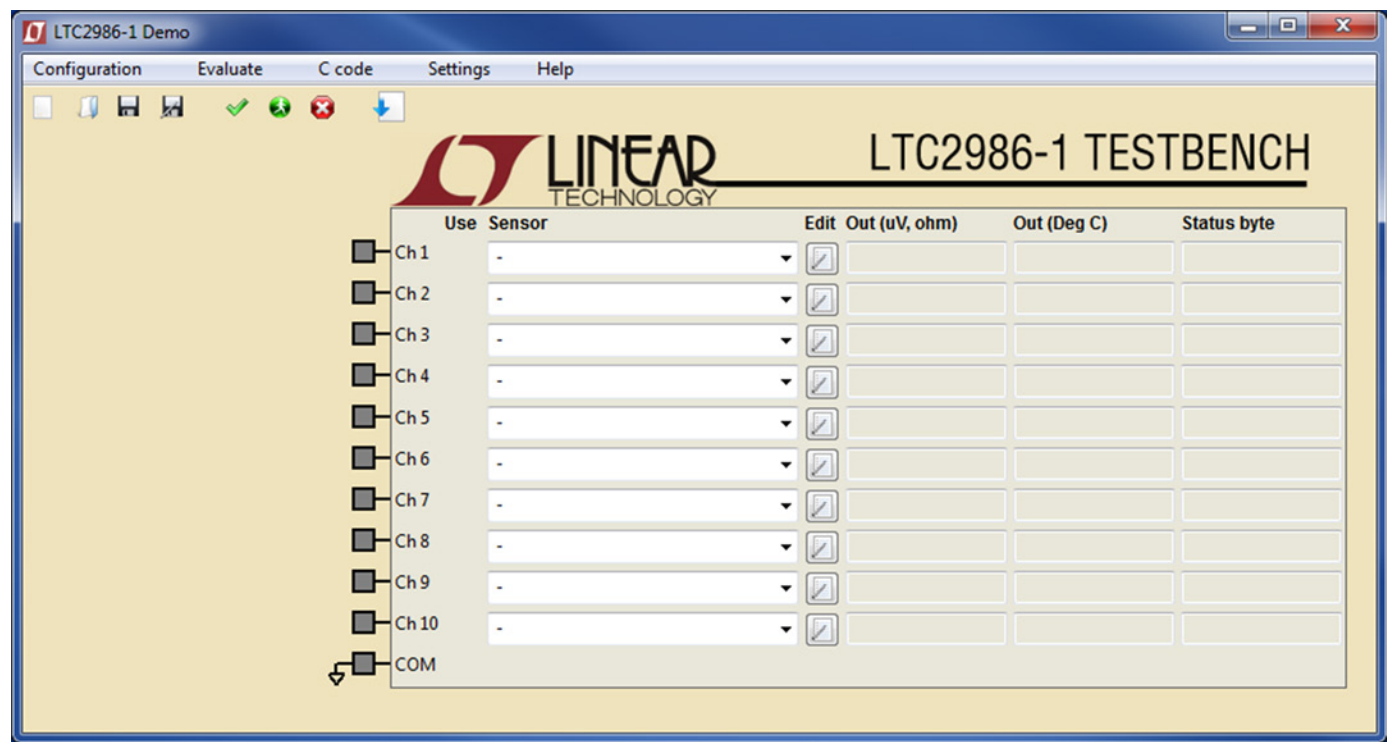 LTC2986-1 Demo
Configuration Evaluate C code Settings Help
LINEAR
TECHNOLOGY
LTC2986-1 TESTBENCH
Use Sensor Edit Out (uV, ohm) Out (Deg C) Status byte
Ch 1 -
Ch 2 -
Ch 3 -
Ch 4 -
Ch 5 -
Ch 6 -
Ch 7 -
Ch 8 -
Ch 9 -
Ch 10 -
COM